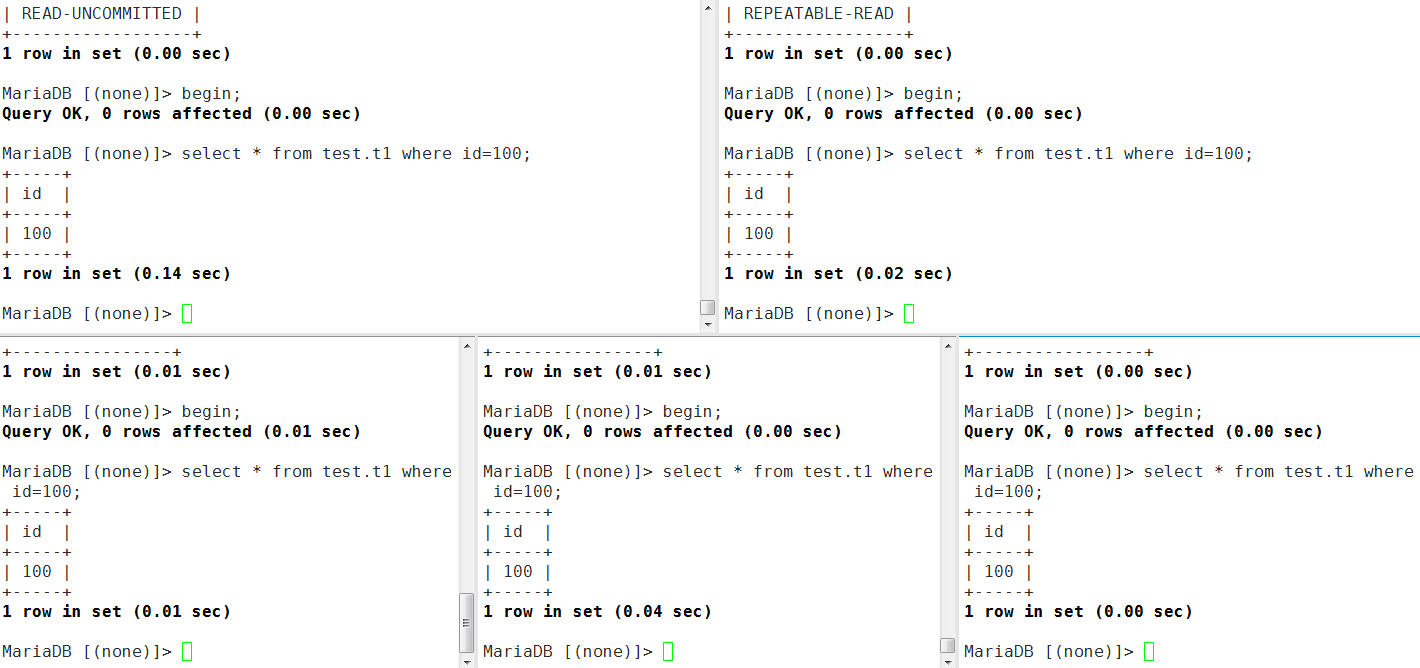 | READ-UNCOMMITTED |
+------------------+
1 row in set (0.00 sec)
MariaDB [(none)]> begin;
Query OK, 0 rows affected (0.00 sec)
MariaDB [(none)]> select * from test.t1 where id=100;
+-----+
| id  |
+-----+
| 100 |
+-----+
1 row in set (0.14 sec)
MariaDB [(none)]>
| REPEATABLE-READ |
+-----------------+
1 row in set (0.00 sec)
MariaDB [(none)]> begin;
Query OK, 0 rows affected (0.00 sec)
MariaDB [(none)]> select * from test.t1 where id=100;
+-----+
| id  |
+-----+
| 100 |
+-----+
1 row in set (0.02 sec)
MariaDB [(none)]>
+----------------+
1 row in set (0.01 sec)
MariaDB [(none)]> begin;
Query OK, 0 rows affected (0.01 sec)
MariaDB [(none)]> select * from test.t1 where
 id=100;
+-----+
| id  |
+-----+
| 100 |
+-----+
1 row in set (0.01 sec)
MariaDB [(none)]>
+----------------+
1 row in set (0.01 sec)
MariaDB [(none)]> begin;
Query OK, 0 rows affected (0.00 sec)
MariaDB [(none)]> select * from test.t1 where
 id=100;
+-----+
| id  |
+-----+
| 100 |
+-----+
1 row in set (0.04 sec)
MariaDB [(none)]>
+-----------------+
1 row in set (0.00 sec)
MariaDB [(none)]> begin;
Query OK, 0 rows affected (0.00 sec)
MariaDB [(none)]> select * from test.t1 where
 id=100;
+-----+
| id  |
+-----+
| 100 |
+-----+
1 row in set (0.00 sec)
MariaDB [(none)]>